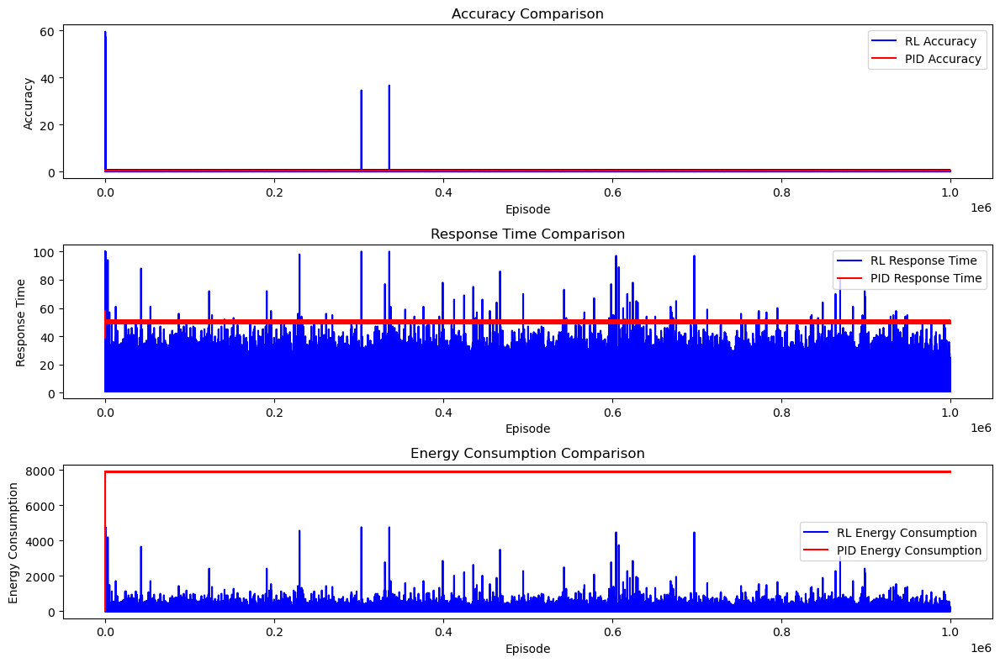 Accuracy Comparison
RL Accuracy
PID Accuracy
Accuracy
60
40
20
0
0.0 0.2 0.4 0.6 0.8 1.0
1e6
Episode
Response Time Comparison
RL Response Time
PID Response Time
Response Time
100
80
60
40
20
0
0.0 0.2 0.4 0.6 0.8 1.0
1e6
Episode
Energy Consumption Comparison
RL Energy Consumption
PID Energy Consumption
Energy Consumption
8000
6000
4000
2000
0
0.0 0.2 0.4 0.6 0.8 1.0
1e6
Episode